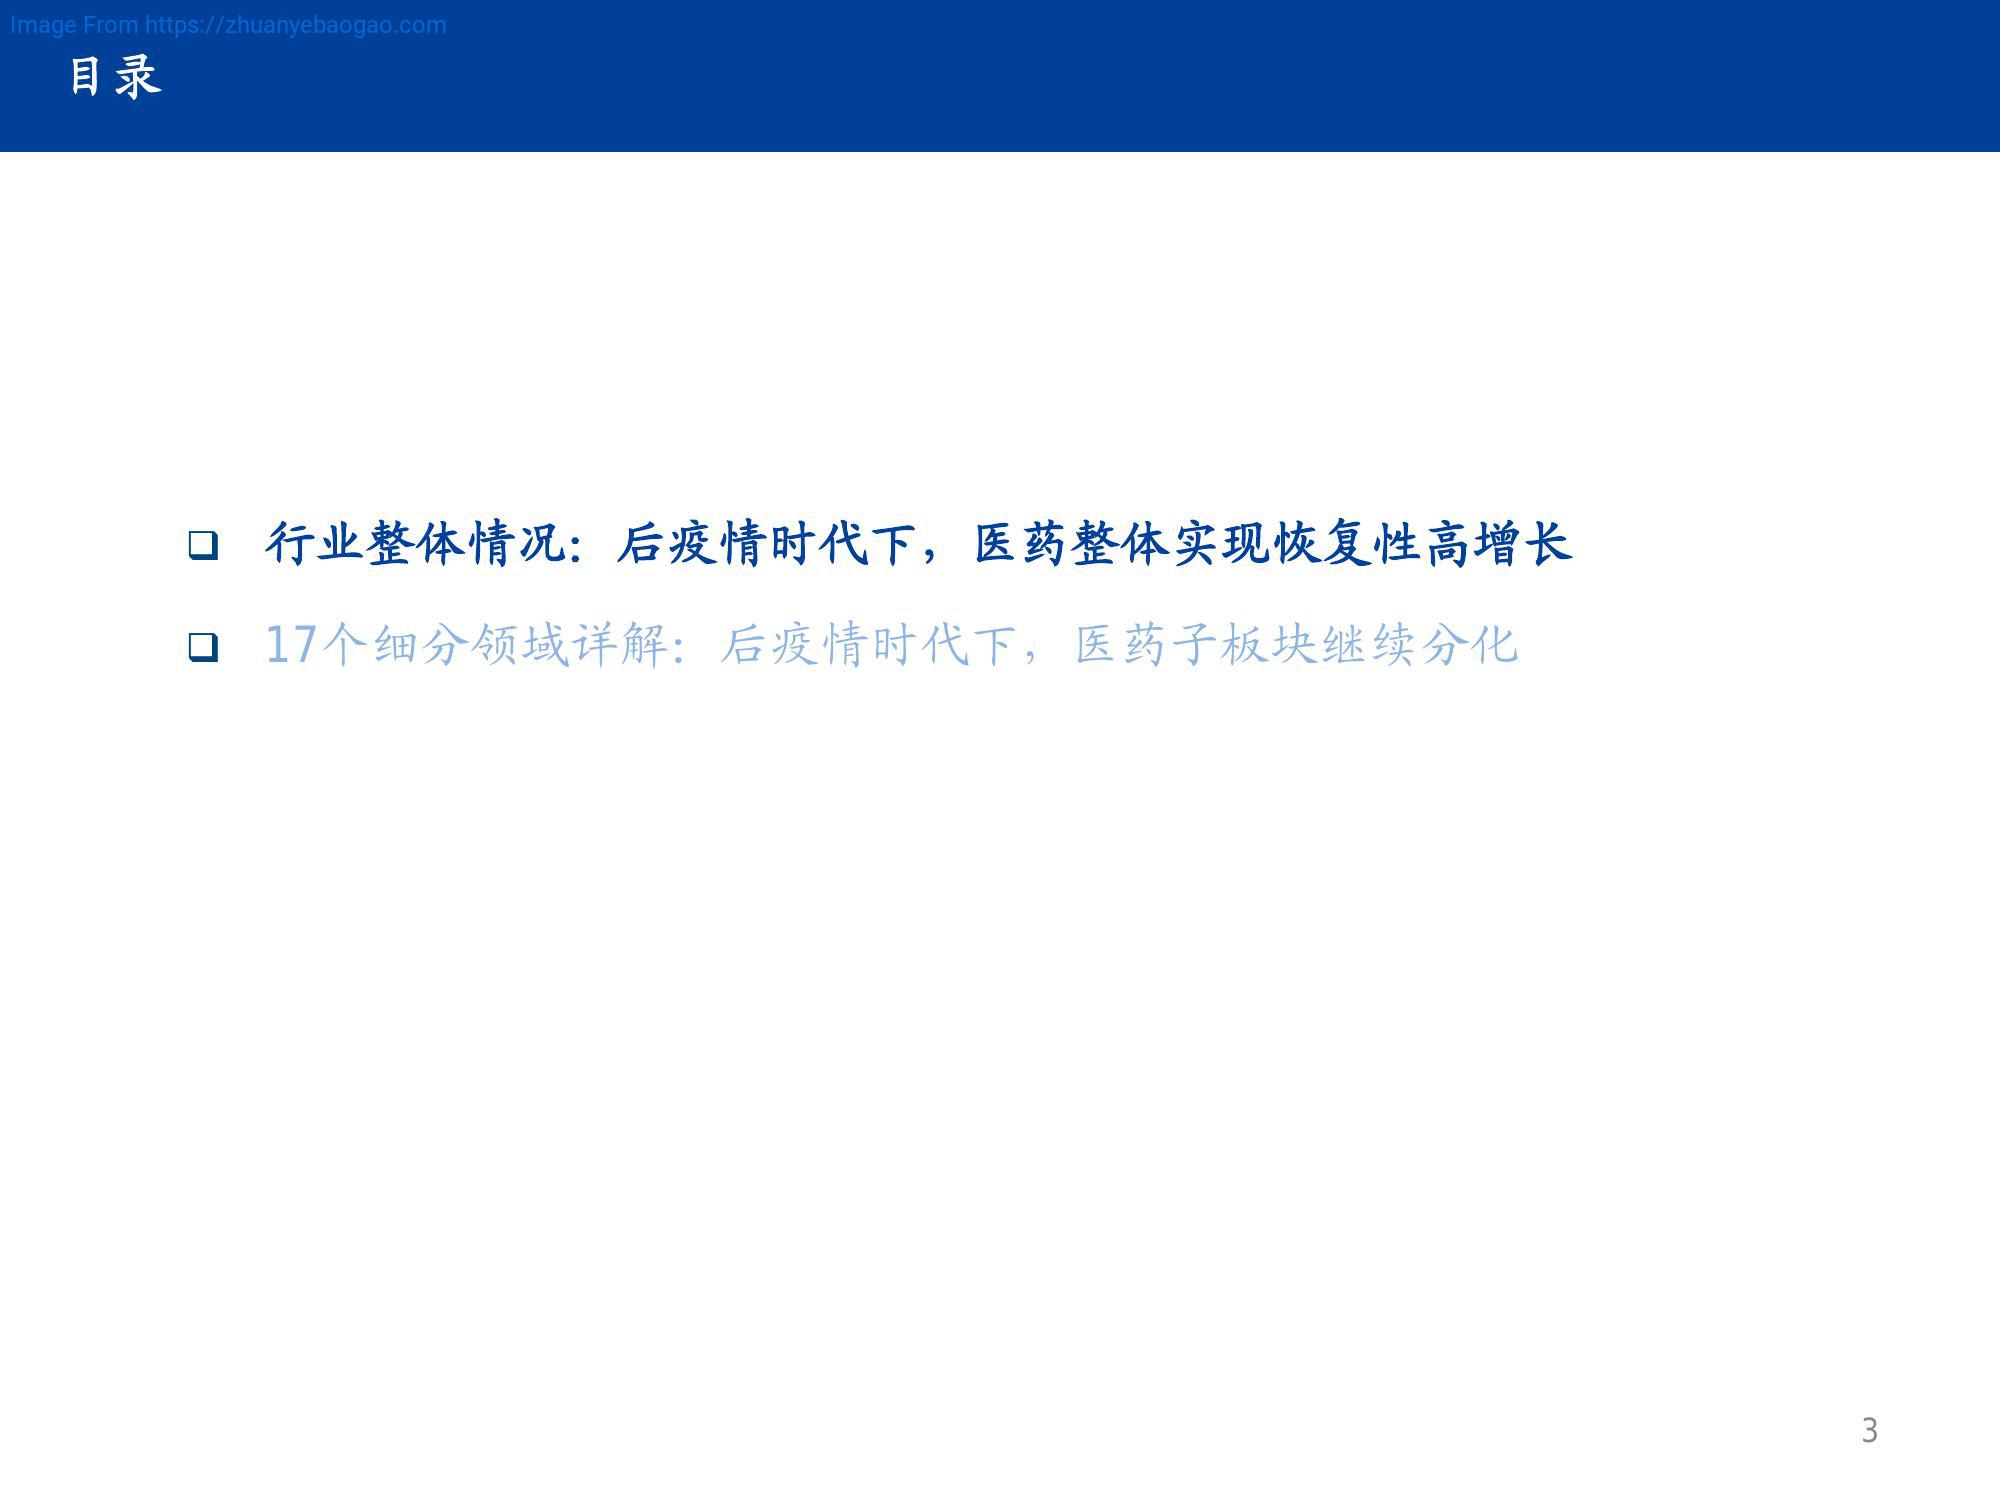 Image From https://zhuanyebaogao.com
目录
行业整体情况：后疫情时代下，医药整体实现恢复性高增长
17个细分领域详解：后疫情时代下，医药子板块继续分化
3